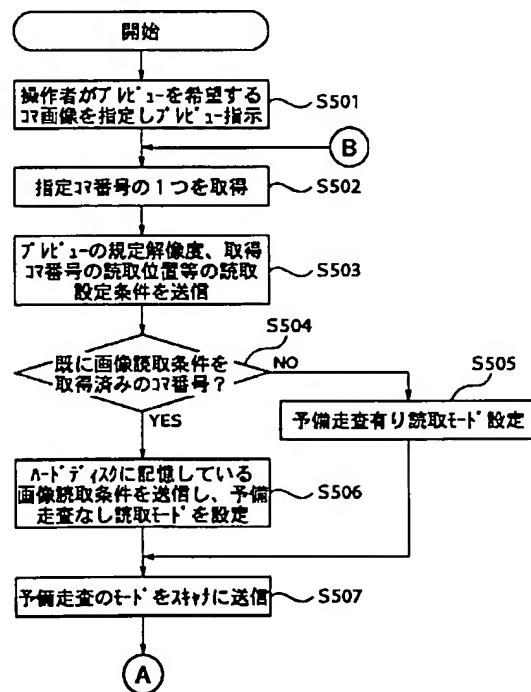 開始
操作者がﾌﾟﾚﾋﾞｭｰを希望する
ｺﾏ画像を指定しﾌﾟﾚﾋﾞｭｰ指示
S501
B
指定ｺﾏ番号の1つを取得
S502
ﾌﾟﾚﾋﾞｭｰの規定解像度、取得
ｺﾏ番号の読取位置等の読取
設定条件を送信
S503
S504
既に画像読取条件を
取得済みのｺﾏ番号?
NO
YES
S505
予備走査有り読取ﾓｰﾄﾞ設定
ﾊｰﾄﾞﾃﾞｨｽｸに記憶している
画像読取条件を送信し、予備
走査なし読取ﾓｰﾄﾞを設定
S506
予備走査のﾓｰﾄﾞをｽｷｬﾅに送信
S507
A